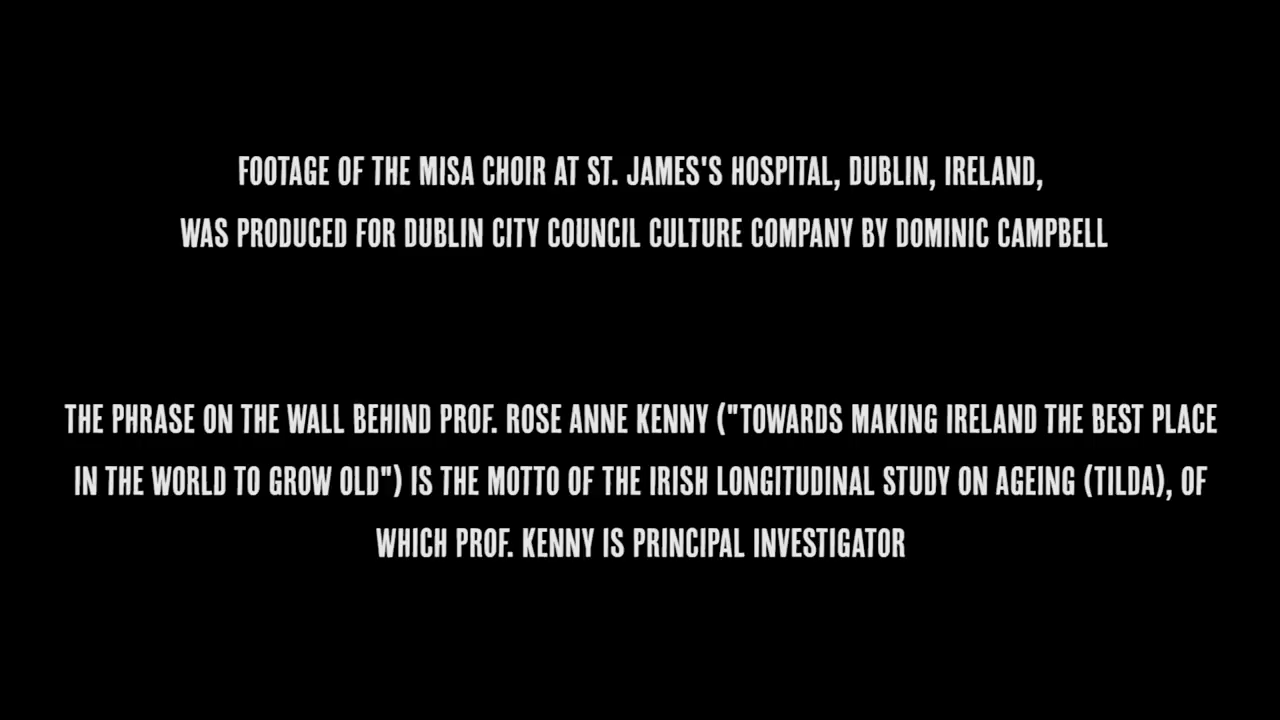 FOOTAGE OF THE MISA CHOIR AT ST. JAMES'S HOSPITAL, DUBLIN, IRELAND,
WAS PRODUCED FOR DUBLIN CITY COUNCIL CULTURE COMPANY BY DOMINIC CAMPBELL
THE PHRASE ON THE WALL BEHIND PROF. ROSE ANNE KENNY ("TOWARDS MAKING IRELAND THE BEST PLACE
IN THE WORLD TO GROW OLD") IS THE MOTTO OF THE IRISH LONGITUDINAL STUDY ON AGEING (TILDA), OF
WHICH PROF. KENNY IS PRINCIPAL INVESTIGATOR